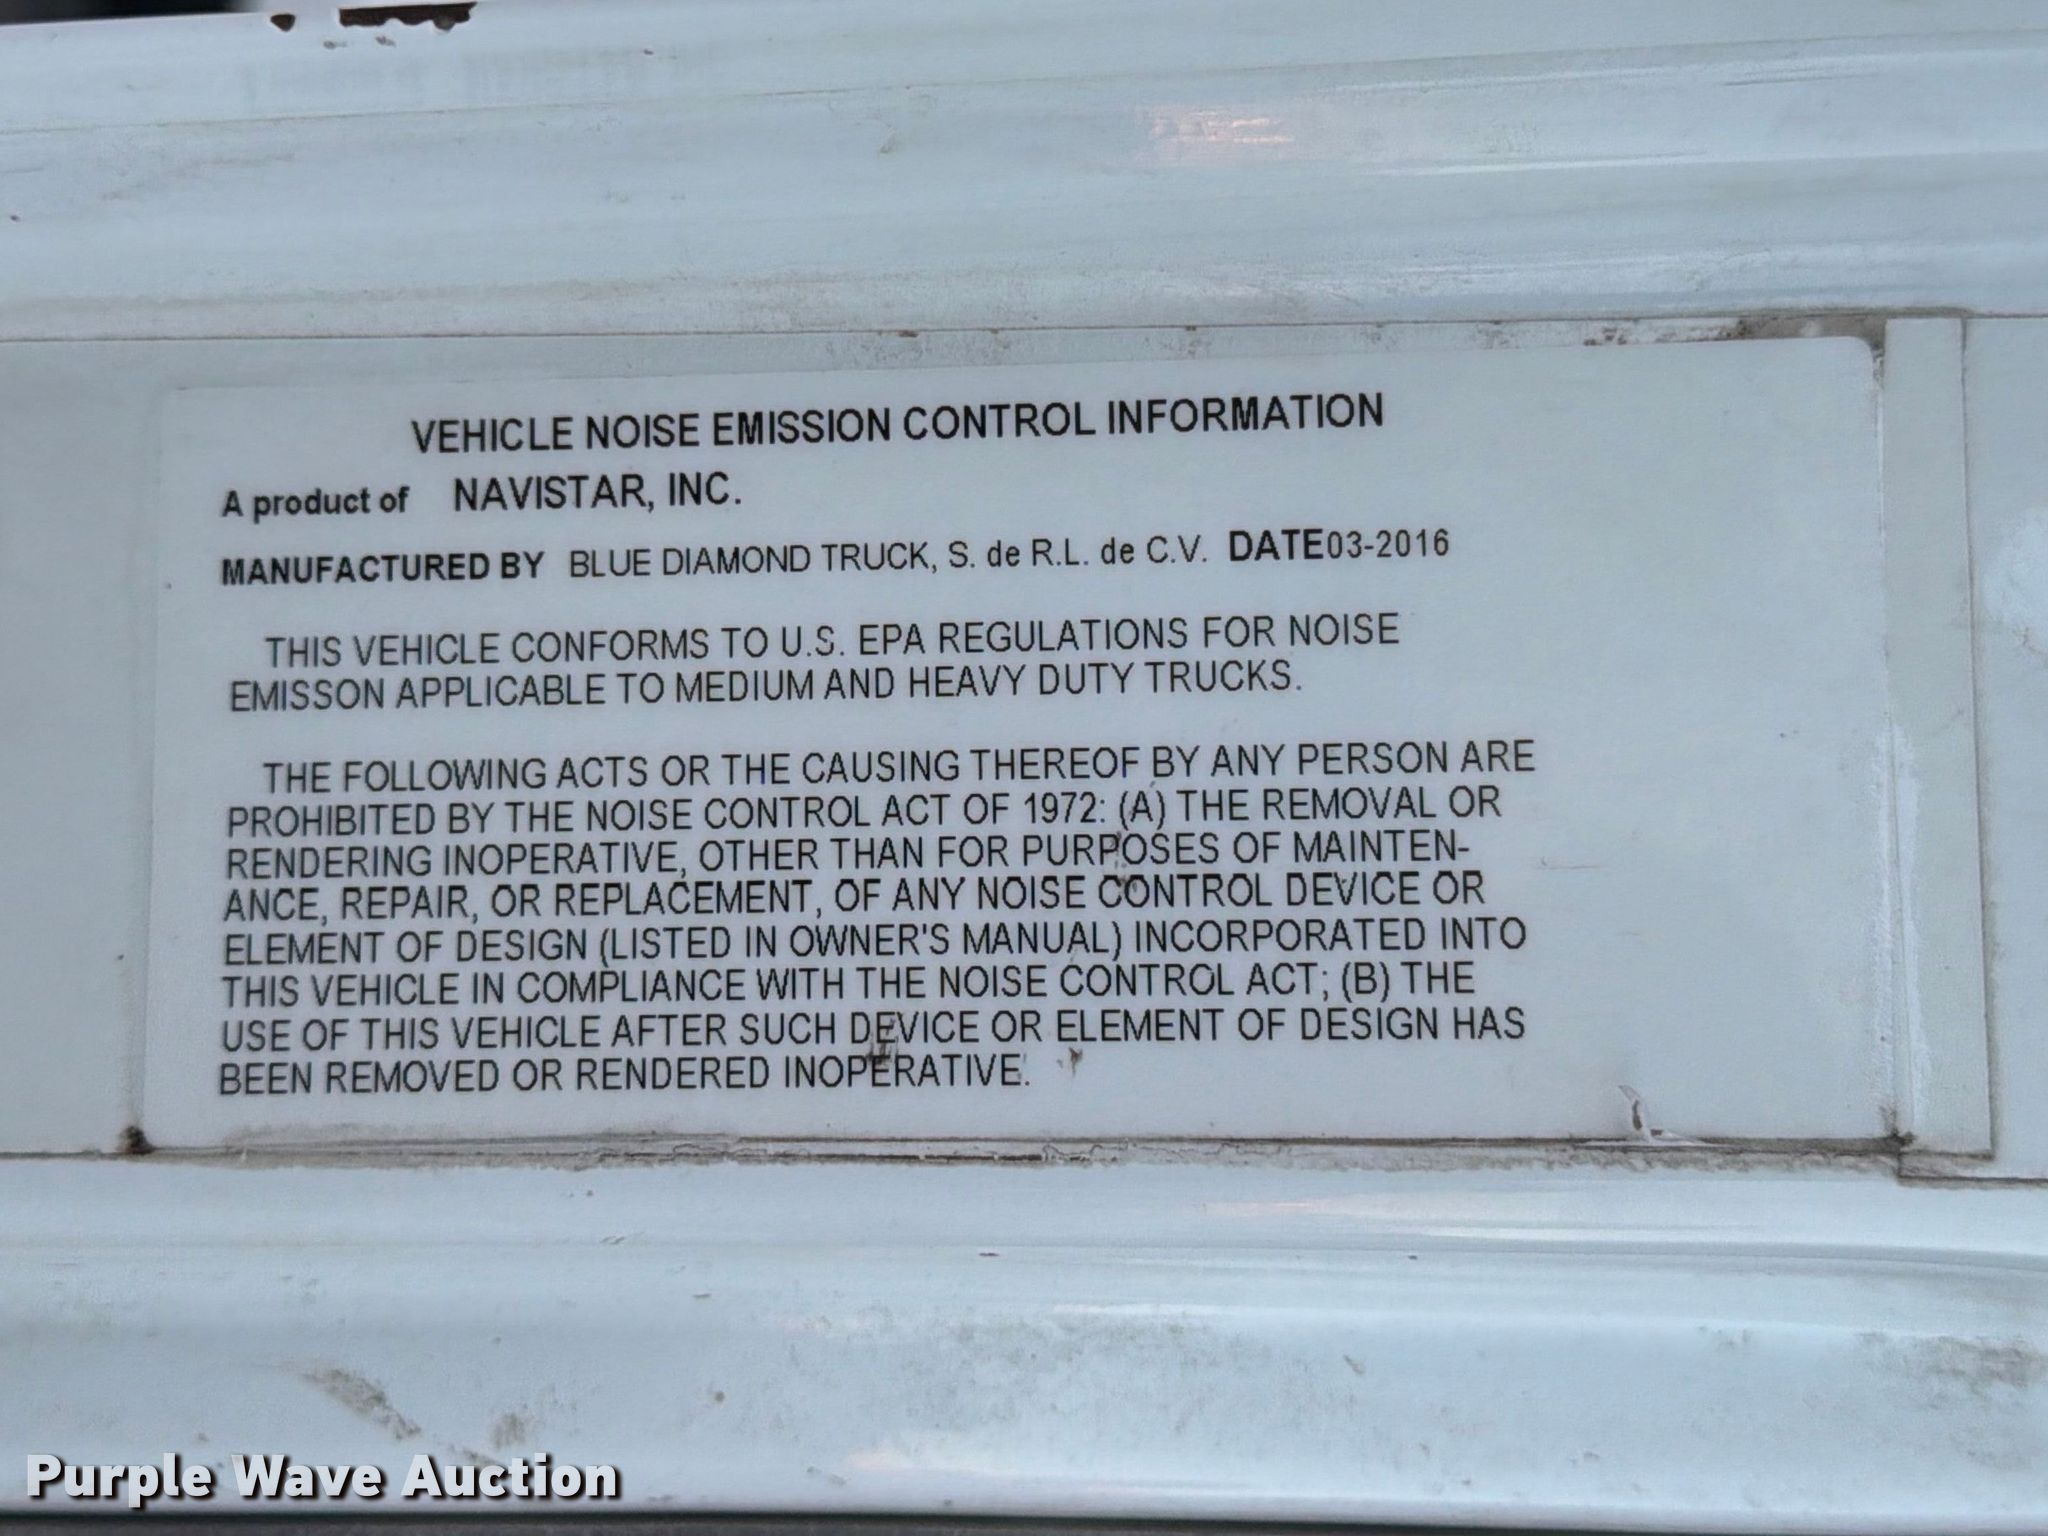 VEHICLE NOISE EMISSION CONTROL INFORMATION
A product of NAVISTAR, INC.
MANUFACTURED BY BLUE DIAMOND TRUCK, S. de R.L. de C.V. DATE03-2016
THIS VEHICLE CONFORMS TO U.S. EPA REGULATIONS FOR NOISE
EMISSON APPLICABLE TO MEDIUM AND HEAVY DUTY TRUCKS.
THE FOLLOWING ACTS OR THE CAUSING THEREOF BY ANY PERSON ARE
PROHIBITED BY THE NOISE CONTROL ACT OF 1972: (A) THE REMOVAL OR
RENDERING INOPERATIVE, OTHER THAN FOR PURPOSES OF MAINTEN-
ANCE, REPAIR, OR REPLACEMENT, OF ANY NOISE CONTROL DEVICE OR
ELEMENT OF DESIGN (LISTED IN OWNER'S MANUAL) INCORPORATED INTO
THIS VEHICLE IN COMPLIANCE WITH THE NOISE CONTROL ACT; (B) THE
USE OF THIS VEHICLE AFTER SUCH DEVICE OR ELEMENT OF DESIGN HAS
BEEN REMOVED OR RENDERED INOPERATIVE.
Purple Wave Auction